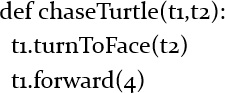 def chaseTurtle(t1,t2):
  t1.turnToFace(t2)
  t1.forward(4)